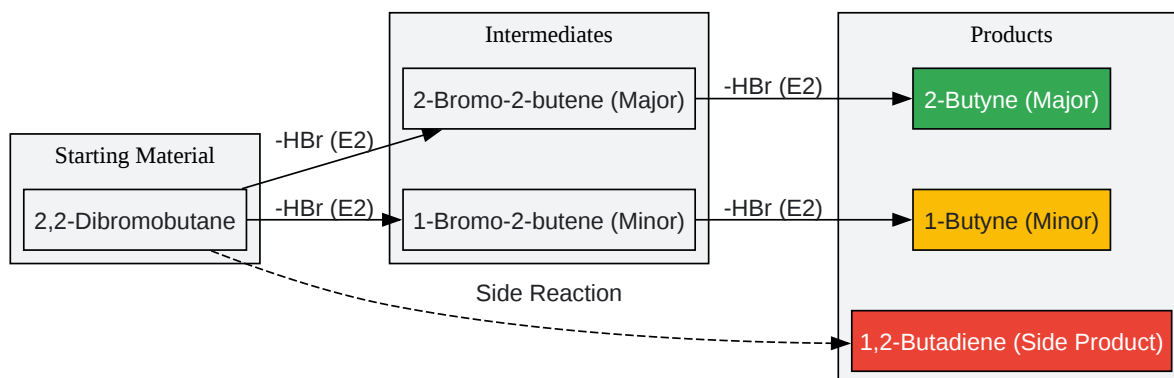 Starting Material
2,2-Dibromobutane
-HBr (E2)
-HBr (E2)
Side Reaction
Intermediates
2-Bromo-2-butene (Major)
1-Bromo-2-butene (Minor)
-HBr (E2)
-HBr (E2)
Products
2-Butyne (Major)
1-Butyne (Minor)
1,2-Butadiene (Side Product)